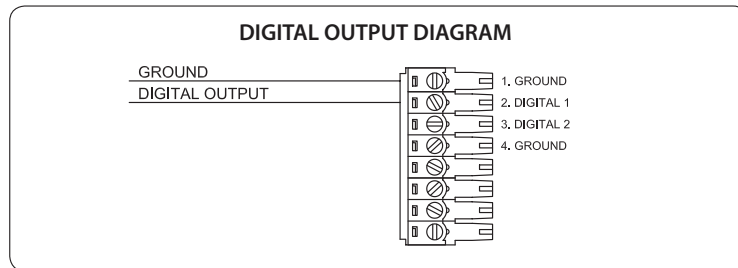 DIGITAL OUTPUT DIAGRAM
GROUND
DIGITAL OUTPUT
1. GROUND
2. DIGITAL 1
3. DIGITAL 2
4. GROUND